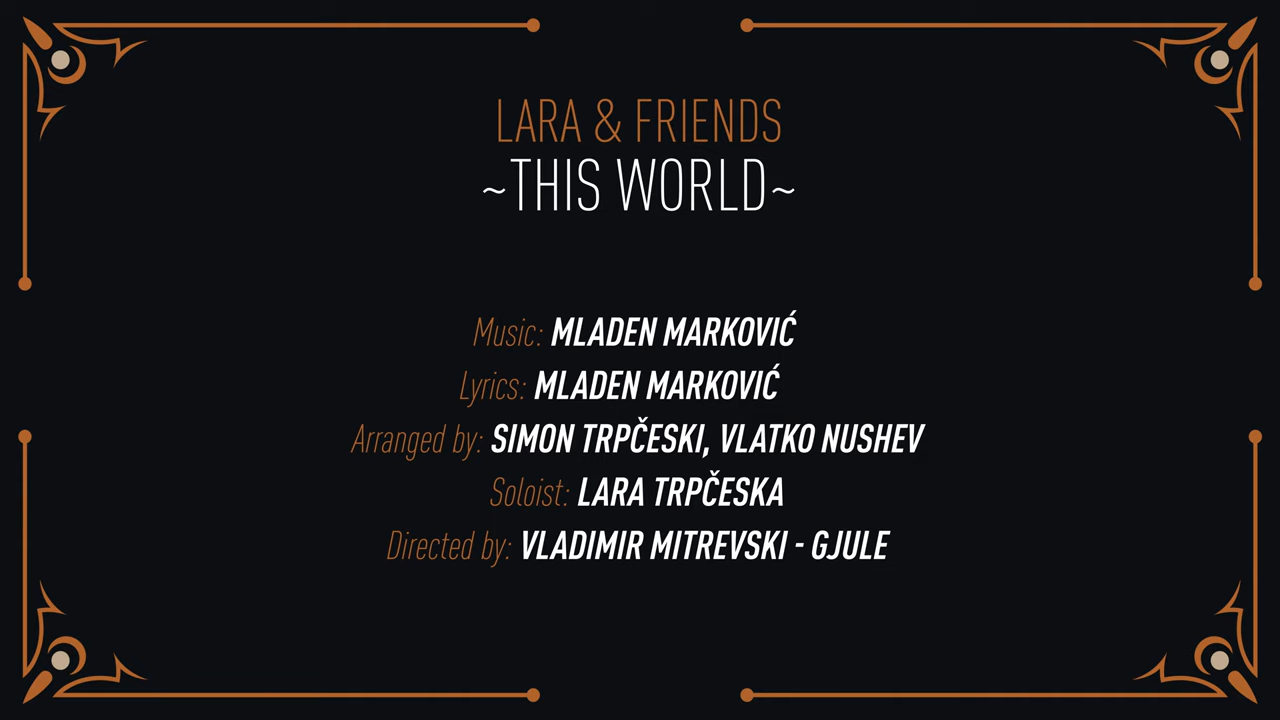 LARA & FRIENDS
~THIS WORLD~
Music: MLADEN MARKOVIĆ
Lyrics: MLADEN MARKOVIĆ
Arranged by: SIMON TRPČESKI, VLATKO NUSHEV
Soloist: LARA TRPČESKA
Directed by: VLADIMIR MITREVSKI - GJULE